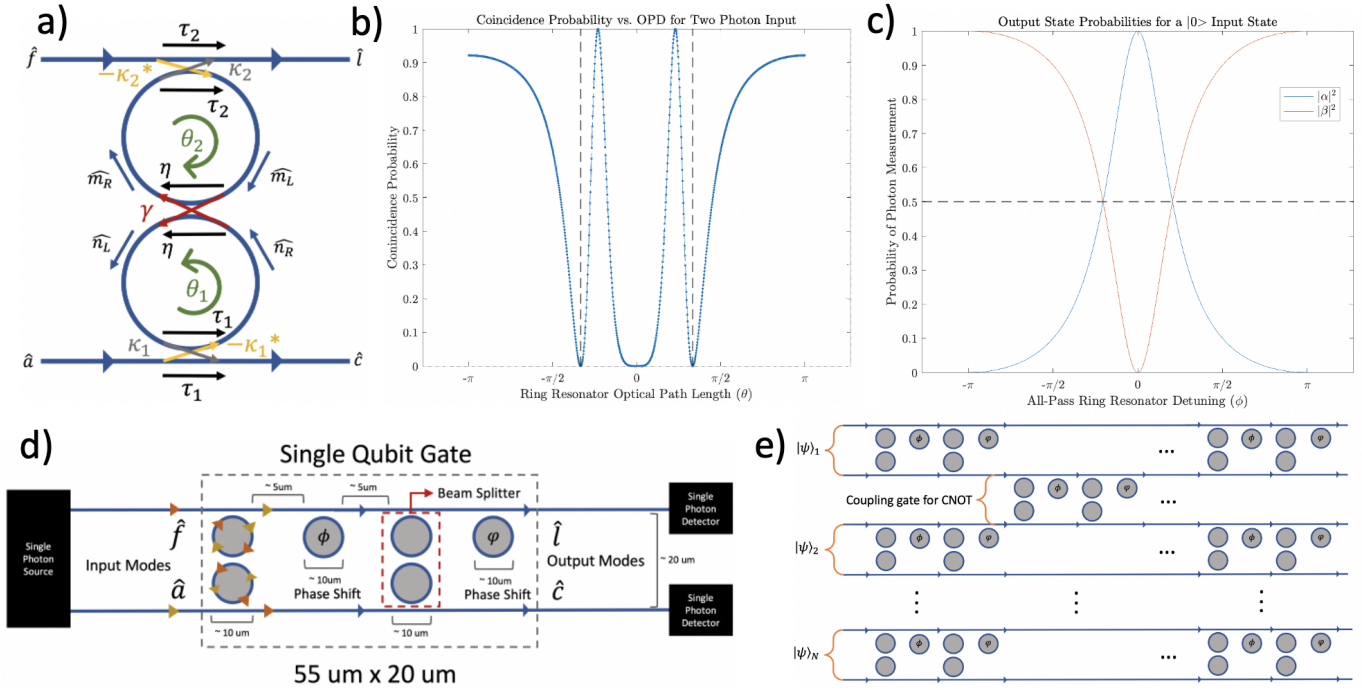 a)
τ₂
f̂
l̂
−κ₂*
κ₂
τ₂
θ₂
m̂_R
η
m̂_L
γ
n̂_L
η
n̂_R
θ₁
τ₁
κ₁
−κ₁*
â
ĉ
τ₁
b)
Coincidence Probability vs. OPD for Two Photon Input
Coincidence Probability
1
0.9
0.8
0.7
0.6
0.5
0.4
0.3
0.2
0.1
0
-π
-π/2
0
π/2
π
Ring Resonator Optical Path Length (θ)
c)
Output State Probabilities for a |0> Input State
Probability of Photon Measurement
1
0.9
0.8
0.7
0.6
0.5
0.4
0.3
0.2
0.1
0
|α|²
|β|²
-π
-π/2
0
π/2
π
All-Pass Ring Resonator Detuning (ϕ)
d)
Single Qubit Gate
~ 5um
~ 5um
Beam Splitter
Single
Photon
Source
Input Modes
f̂
â
ϕ
~ 10um
Phase Shift
φ
~ 10um
Phase Shift
l̂
Output Modes
ĉ
~ 20 um
Single
Photon
Detector
Single
Photon
Detector
~ 10 um
~ 10 um
55 um x 20 um
e)
|ψ⟩₁
ϕ
φ
...
ϕ
φ
Coupling gate for CNOT
ϕ
φ
...
|ψ⟩₂
ϕ
φ
...
ϕ
φ
|ψ⟩_N
ϕ
φ
...
ϕ
φ